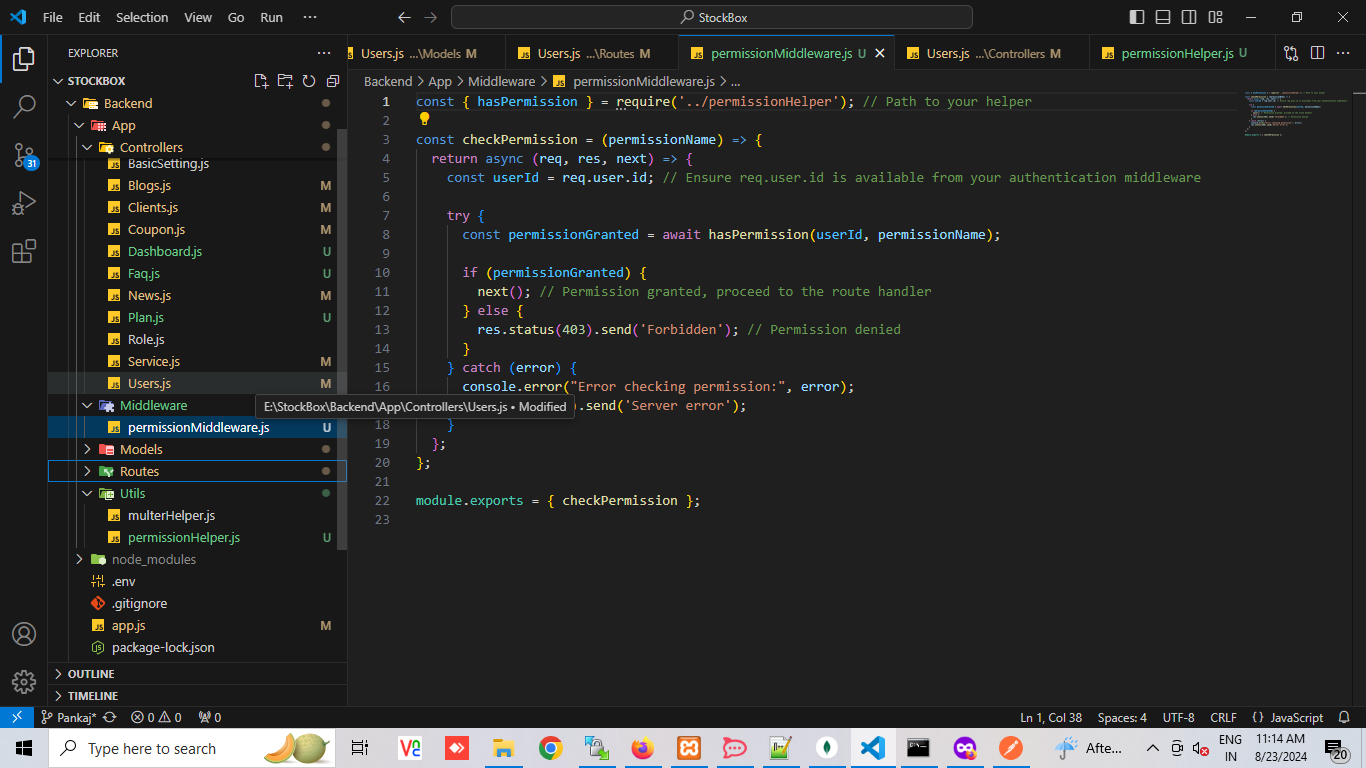 File Edit Selection View Go Run ··· StockBox
EXPLORER ···
Users.js ...\Models M Users.js ...\Routes M permissionMiddleware.js U Users.js ...\Controllers M permissionHelper.js U ···
STOCKBOX
Backend > App > Middleware > permissionMiddleware.js > ...
Backend
App
Controllers
BasicSetting.js
Blogs.js M
Clients.js M
Coupon.js M
Dashboard.js U
Faq.js U
News.js M
Plan.js U
Role.js
Service.js M
Users.js M
Middleware
permissionMiddleware.js U
Models
Routes
Utils
multerHelper.js
permissionHelper.js U
node_modules
.env
.gitignore
app.js M
package-lock.json
OUTLINE
TIMELINE
31
1 const { hasPermission } = require('../permissionHelper'); // Path to your helper
2
3 const checkPermission = (permissionName) => {
4 return async (req, res, next) => {
5 const userId = req.user.id; // Ensure req.user.id is available from your authentication middleware
6
7 try {
8 const permissionGranted = await hasPermission(userId, permissionName);
9
10 if (permissionGranted) {
11 next(); // Permission granted, proceed to the route handler
12 } else {
13 res.status(403).send('Forbidden'); // Permission denied
14 }
15 } catch (error) {
16 console.error("Error checking permission:", error);
E:\StockBox\Backend\App\Controllers\Users.js • Modified
).send('Server error');
18 }
19 };
20 };
21
22 module.exports = { checkPermission };
23
Pankaj* 0 0 0 Ln 1, Col 38 Spaces: 4 UTF-8 CRLF {} JavaScript
Type here to search Afte... ENG IN 11:14 AM 8/23/2024 20